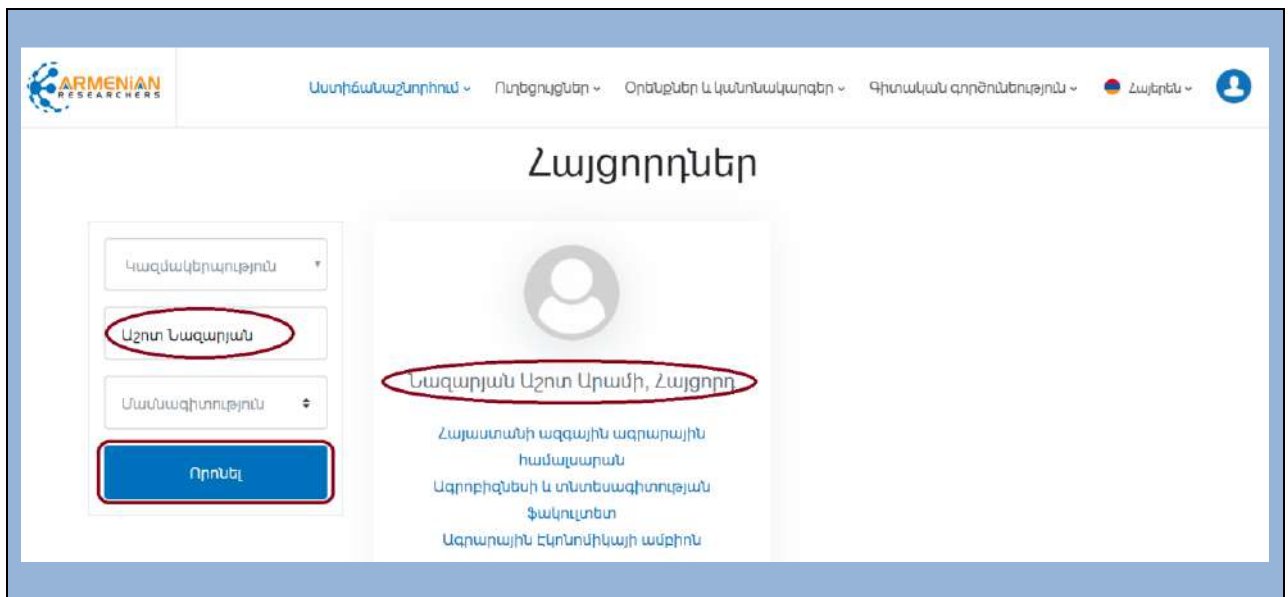 ARMENiAN
RESEARCHERS
Աստիճանաշնորհում
Ուղեցույցներ
Օրենքներ և կանոնակարգեր
Գիտական գործունեություն
Հայերեն
Հայցորդներ
Կազմակերպություն
Աշոտ Նազարյան
Մասնագիտություն
Որոնել
Նազարյան Աշոտ Արամի, Հայցորդ
Հայաստանի ազգային ագրարային
համալսարան
Ագրոբիզնեսի և տնտեսագիտության
ֆակուլտետ
Ագրարային Էկոնոմիկայի ամբիոն